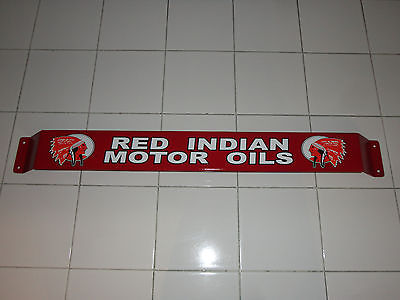 RED INDIAN
MOTOR OILS